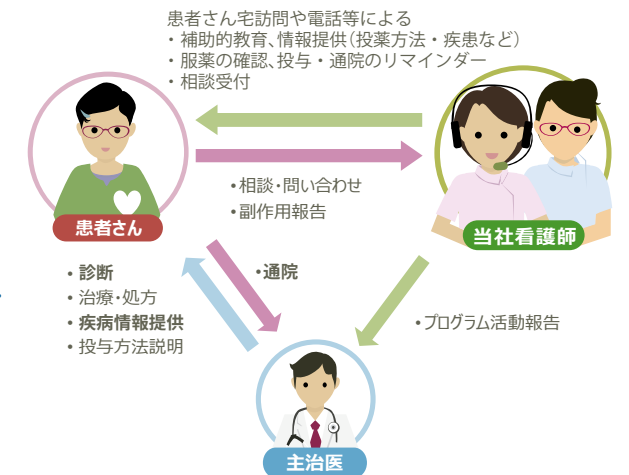 患者さん宅訪問や電話等による
・補助的教育、情報提供(投薬方法・疾患など)
・服薬の確認、投与・通院のリマインダー
・相談受付
•相談・問い合わせ
•副作用報告
患者さん
当社看護師
・診断
・治療・処方
・疾病情報提供
・投与方法説明
•通院
•プログラム活動報告
主治医